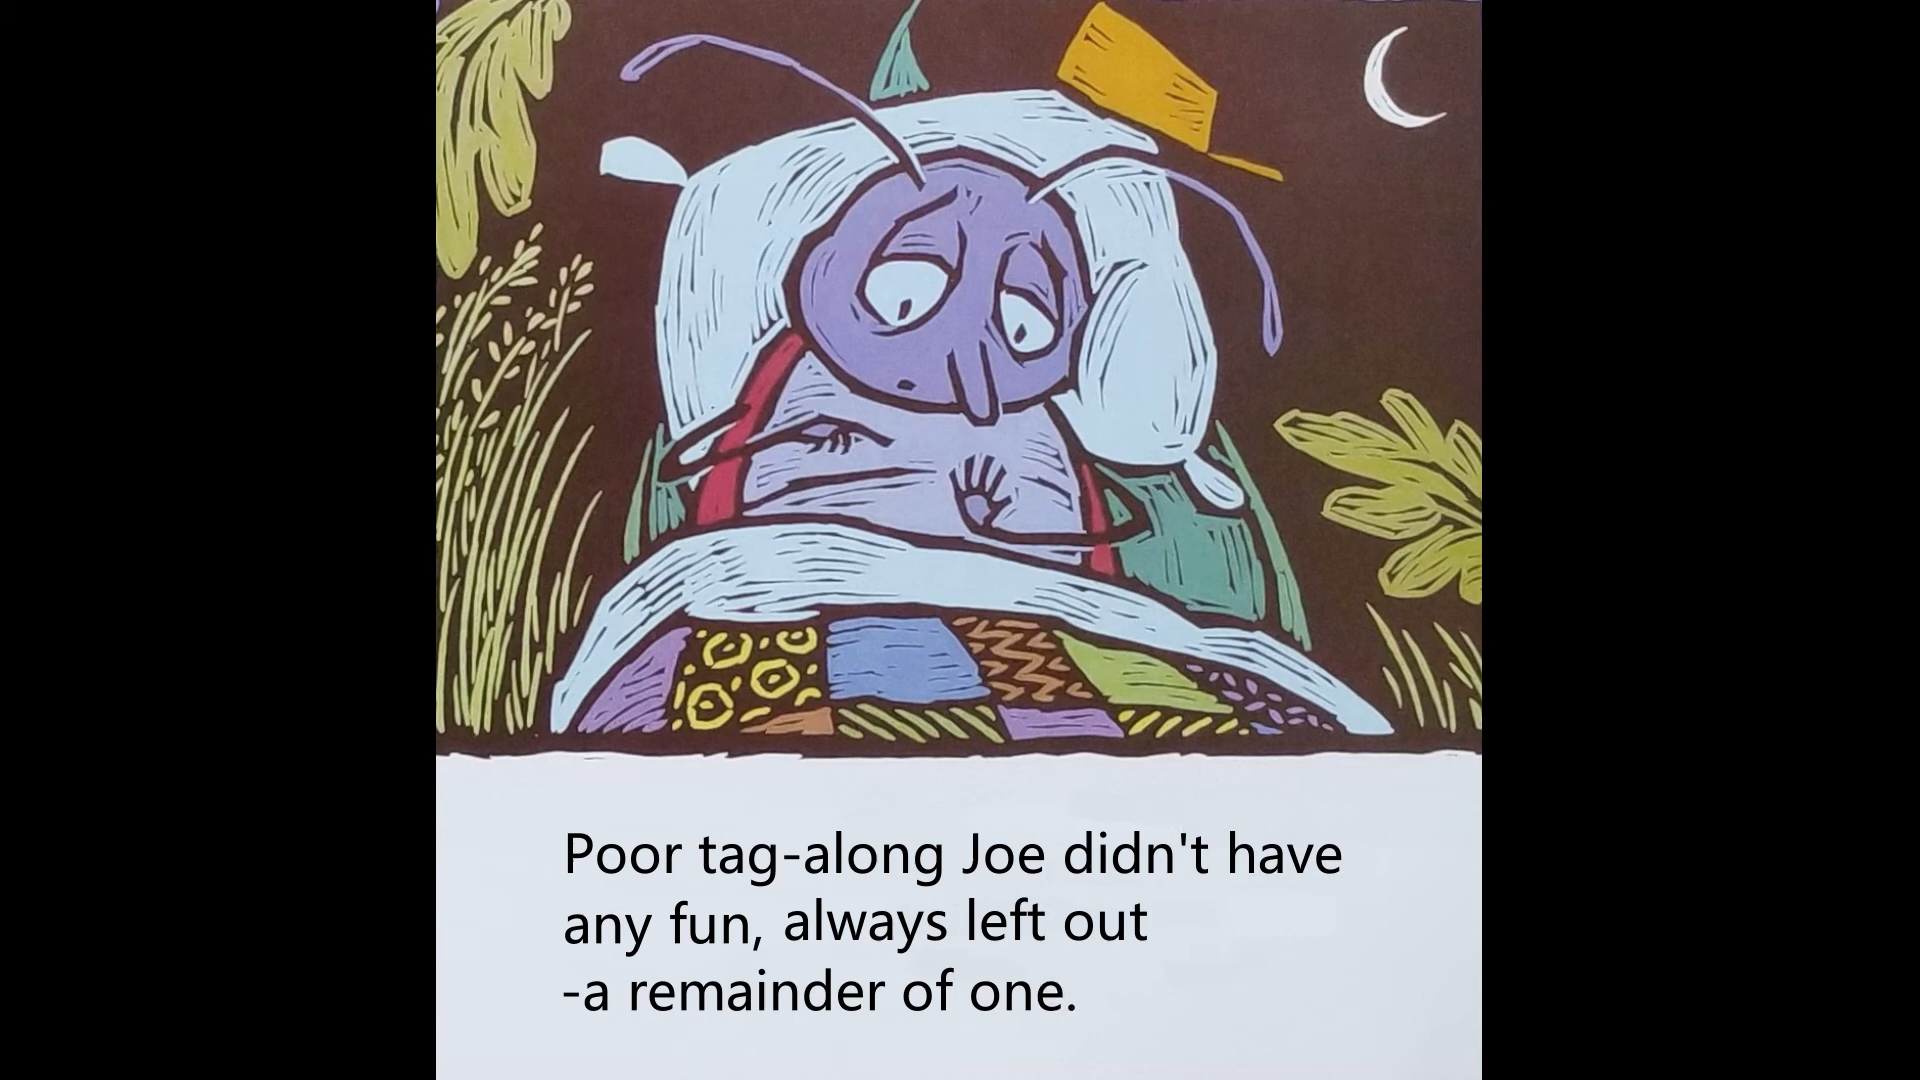 Poor tag-along Joe didn't have
any fun, always left out
-a remainder of one.